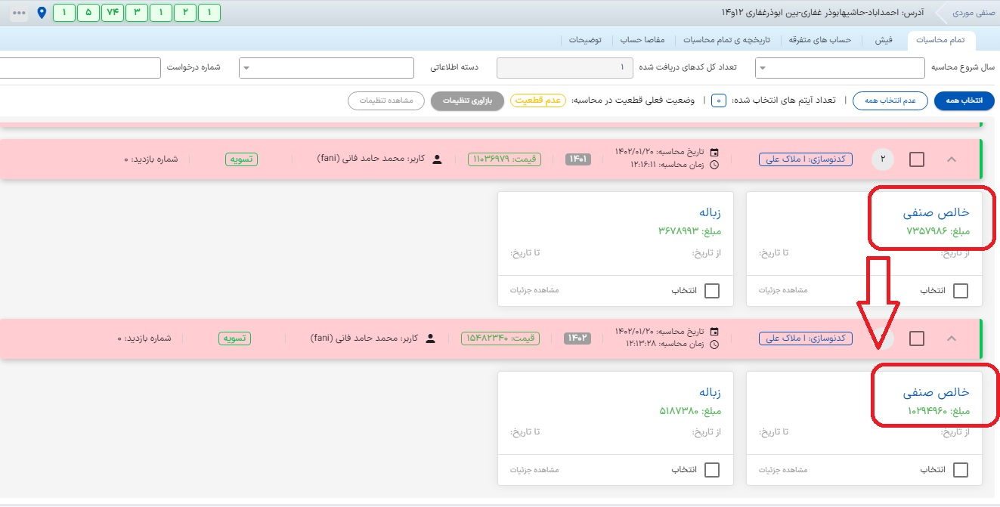 صنفی موردی
آدرس: احمداباد-حاشیهابوذر غفاری-بین ابوذرغفاری ۱۲و۱۴
۱ ۵ ۷۴ ۳ ۱ ۲ ۱
تمام محاسبات
فیش
حساب های متفرقه
تاریخچه ی تمام محاسبات
مفاصا حساب
توضیحات
سال شروع محاسبه
تعداد کل کدهای دریافت شده ۱
دسته اطلاعاتی
شماره درخواست
انتخاب همه
عدم انتخاب همه
| تعداد آیتم های انتخاب شده: ۰ |
وضعیت فعلی قطعیت در محاسبه: عدم قطعیت
بازآوری تنظیمات
مشاهده تنظیمات
۲
کدنوسازی: ا ملاک علی
تاریخ محاسبه: ۱۴۰۲/۰۱/۲۰
زمان محاسبه: ۱۲:۱۶:۱۱
۱۴۰۱
قیمت: ۱۱۰۳۶۹۷۹
کاربر: محمد حامد فانی (fani)
تسویه
شماره بازدید: ۰
خالص صنفی
مبلغ: ۷۳۵۷۹۸۶
از تاریخ: تا تاریخ:
انتخاب مشاهده جزئیات
زباله
مبلغ: ۳۶۷۸۹۹۳
از تاریخ: تا تاریخ:
انتخاب مشاهده جزئیات
کدنوسازی: ا ملاک علی
تاریخ محاسبه: ۱۴۰۲/۰۱/۲۰
زمان محاسبه: ۱۲:۱۳:۲۸
۱۴۰۲
قیمت: ۱۵۴۸۲۳۴۰
کاربر: محمد حامد فانی (fani)
تسویه
شماره بازدید: ۰
خالص صنفی
مبلغ: ۱۰۲۹۴۹۶۰
از تاریخ: تا تاریخ:
انتخاب مشاهده جزئیات
زباله
مبلغ: ۵۱۸۷۳۸۰
از تاریخ: تا تاریخ:
انتخاب مشاهده جزئیات